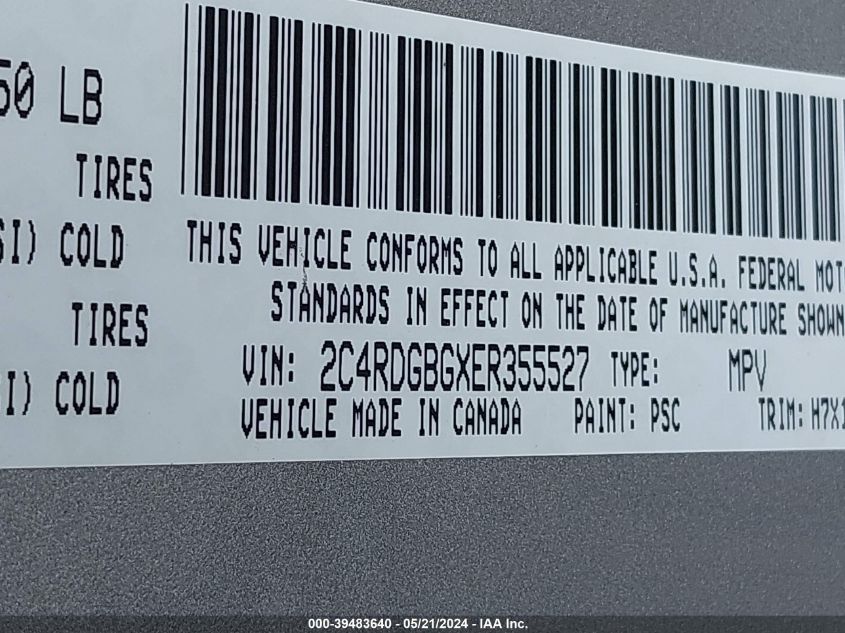 50 LB
TIRES
SI) COLD
THIS VEHICLE CONFORMS TO ALL APPLICABLE U.S.A. FEDERAL MOTO
STANDARDS IN EFFECT ON THE DATE OF MANUFACTURE SHOWN
TIRES
VIN: 2C4RDGBGXER355527 TYPE: MPV
I) COLD
VEHICLE MADE IN CANADA PAINT: PSC TRIM: H7X1
000-39483640 - 05/21/2024 - IAA Inc.